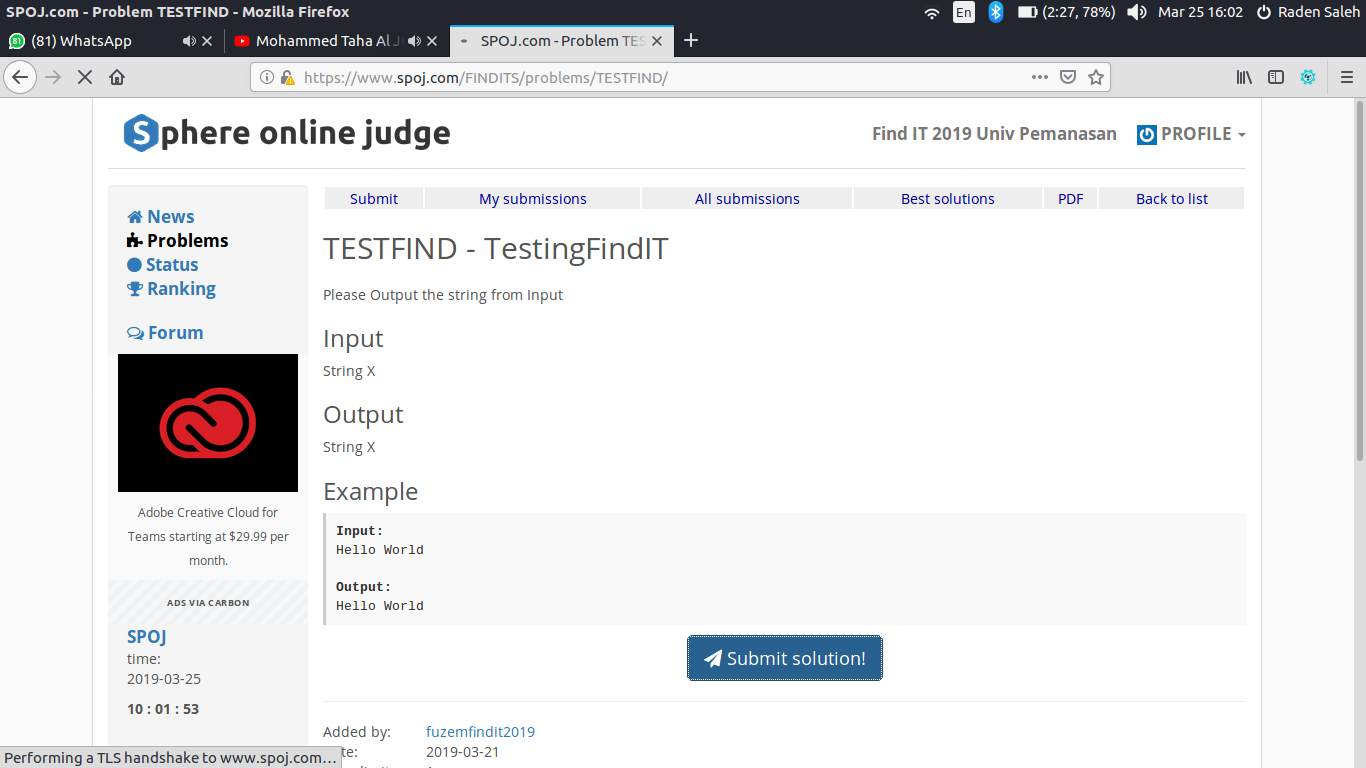 SPOJ.com - Problem TESTFIND - Mozilla Firefox
En (2:27, 78%) Mar 25 16:02 Raden Saleh
(81) WhatsApp
Mohammed Taha Al
SPOJ.com - Problem TES
https://www.spoj.com/FINDITS/problems/TESTFIND/
Sphere online judge
Find IT 2019 Univ Pemanasan PROFILE
News
Problems
Status
Ranking
Forum
Adobe Creative Cloud for
Teams starting at $29.99 per
month.
ADS VIA CARBON
SPOJ
time:
2019-03-25
10 : 01 : 53
Submit My submissions All submissions Best solutions PDF Back to list
TESTFIND - TestingFindIT
Please Output the string from Input
Input
String X
Output
String X
Example
Input:
Hello World
Output:
Hello World
Submit solution!
Added by: fuzemfindit2019
2019-03-21
Performing a TLS handshake to www.spoj.com…